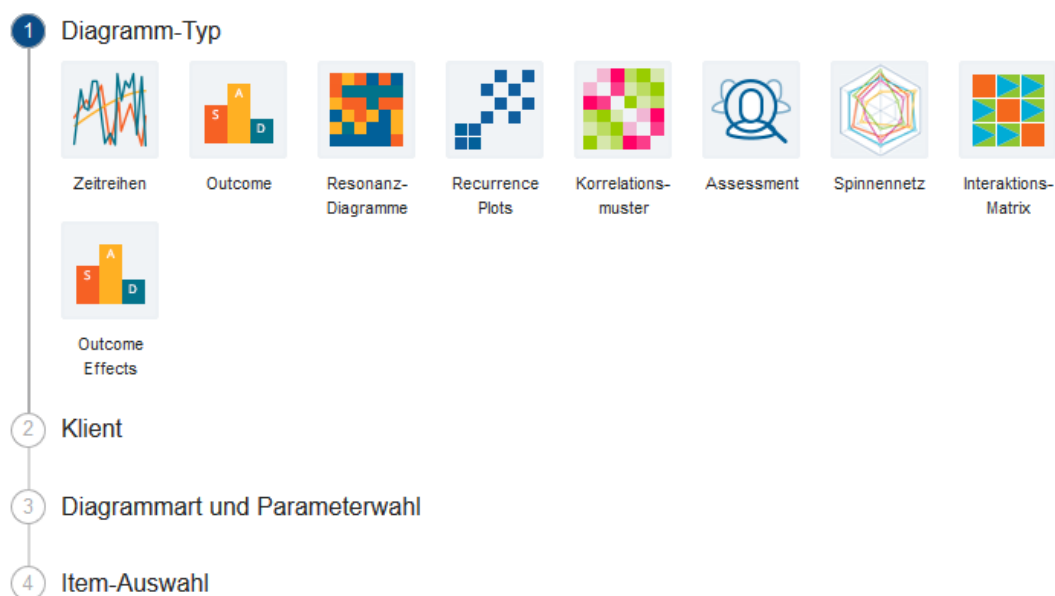 1 Diagramm-Typ
S A D
Zeitreihen Outcome Resonanz- Recurrence Korrelations- Assessment Spinnennetz Interaktions-
Diagramme Plots muster Matrix
S A D
Outcome
Effects
2 Klient
3 Diagrammart und Parameterwahl
4 Item-Auswahl